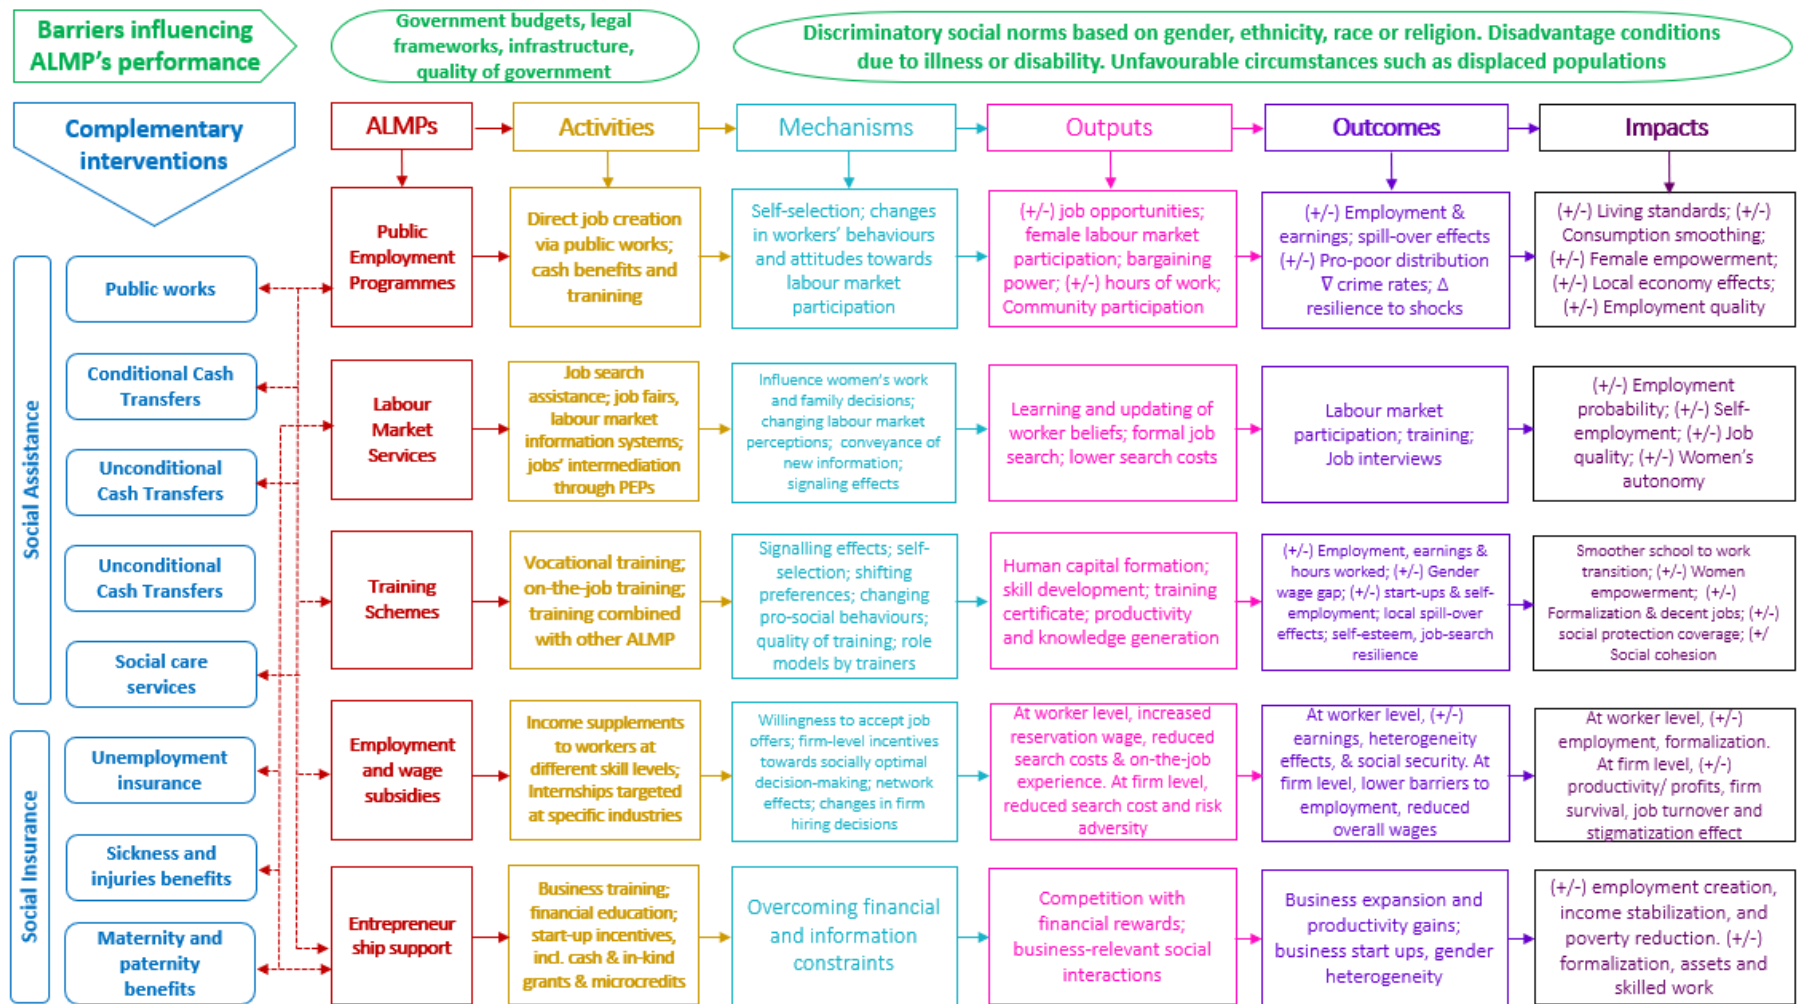 Barriers influencing
ALMP's performance
Government budgets, legal
frameworks, infrastructure,
quality of government
Discriminatory social norms based on gender, ethnicity, race or religion. Disadvantage conditions
due to illness or disability. Unfavourable circumstances such as displaced populations
Complementary
interventions
ALMPs
Activities
Mechanisms
Outputs
Outcomes
Impacts
Social Assistance
Public works
Conditional Cash
Transfers
Unconditional
Cash Transfers
Unconditional
Cash Transfers
Social care
services
Social Insurance
Unemployment
insurance
Sickness and
injuries benefits
Maternity and
paternity
benefits
Public
Employment
Programmes
Direct job creation
via public works;
cash benefits and
tranining
Self-selection; changes
in workers' behaviours
and attitudes towards
labour market
participation
(+/-) job opportunities;
female labour market
participation; bargaining
power; (+/-) hours of work;
Community participation
(+/-) Employment &
earnings; spill-over effects
(+/-) Pro-poor distribution
∇ crime rates; Δ
resilience to shocks
(+/-) Living standards; (+/-)
Consumption smoothing;
(+/-) Female empowerment;
(+/-) Local economy effects;
(+/-) Employment quality
Labour
Market
Services
Job search
assistance; job fairs,
labour market
information systems;
jobs' intermediation
through PEPs
Influence women's work
and family decisions;
changing labour market
perceptions; conveyance of
new information;
signaling effects
Learning and updating of
worker beliefs; formal job
search; lower search costs
Labour market
participation; training;
Job interviews
(+/-) Employment
probability; (+/-) Self-
employment; (+/-) Job
quality; (+/-) Women's
autonomy
Training
Schemes
Vocational training;
on-the-job training;
training combined
with other ALMP
Signalling effects; self-
selection; shifting
preferences; changing
pro-social behaviours;
quality of training; role
models by trainers
Human capital formation;
skill development; training
certificate; productivity
and knowledge generation
(+/-) Employment, earnings &
hours worked; (+/-) Gender
wage gap; (+/-) start-ups & self-
employment; local spill-over
effects; self-esteem, job-search
resilience
Smoother school to work
transition; (+/-) Women
empowerment; (+/-)
Formalization & decent jobs; (+/-)
social protection coverage; (+/
Social cohesion
Employment
and wage
subsidies
Income supplements
to workers at
different skill levels;
Internships targeted
at specific industries
Willingness to accept job
offers; firm-level incentives
towards socially optimal
decision-making; network
effects; changes in firm
hiring decisions
At worker level, increased
reservation wage, reduced
search costs & on-the-job
experience. At firm level,
reduced search cost and risk
adversity
At worker level, (+/-)
earnings, heterogeneity
effects, & social security. At
firm level, lower barriers to
employment, reduced
overall wages
At worker level, (+/-)
employment, formalization.
At firm level, (+/-)
productivity/ profits, firm
survival, job turnover and
stigmatization effect
Entrepreneur
ship support
Business training;
financial education;
start-up incentives,
incl. cash & in-kind
grants & microcredits
Overcoming financial
and information
constraints
Competition with
financial rewards;
business-relevant social
interactions
Business expansion and
productivity gains;
business start ups, gender
heterogeneity
(+/-) employment creation,
income stabilization, and
poverty reduction. (+/-)
formalization, assets and
skilled work